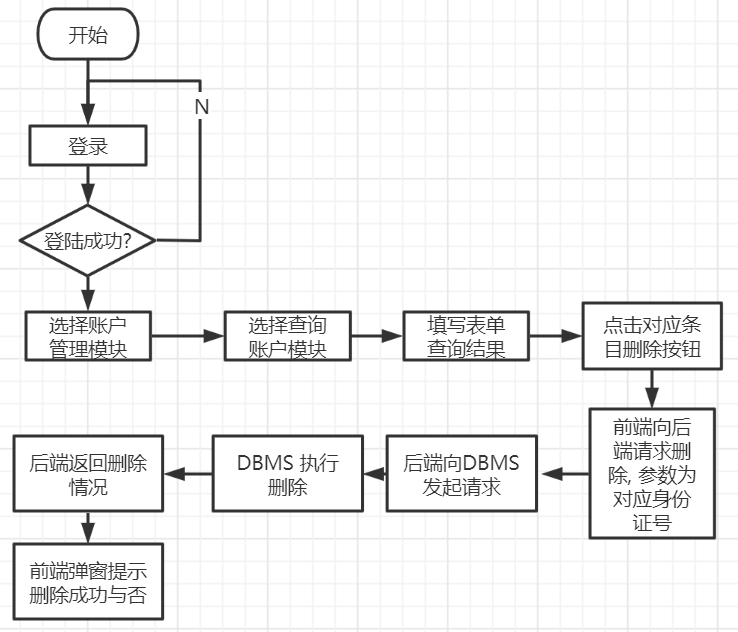 开始
N
登录
登陆成功?
选择账户
管理模块
选择查询
账户模块
填写表单
查询结果
点击对应条
目删除按钮
前端向后
端请求删
除, 参数为
对应身份
证号
后端向DBMS
发起请求
DBMS 执行
删除
后端返回删除
情况
前端弹窗提示
删除成功与否